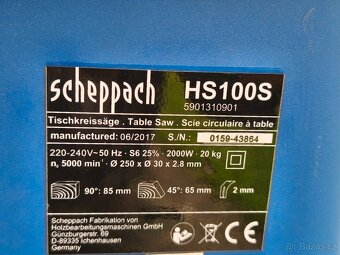 scheppach HS100S
5901310901
Tischkreissäge . Table Saw . Scie circulaire à table
manufactured: 06/2017 S./N.: 0159-43864
220-240V~50 Hz · S6 25% · 2000W · 20 kg
n₀ 5000 min⁻¹ · Ø 250 x Ø 30 x 2.8 mm
90°: 85 mm 45°: 65 mm 2 mm
Scheppach Fabrikation von
Holzbearbeitungsmaschinen GmbH
Günzburgerstr. 69
D-89335 Ichenhausen
Germany
CE